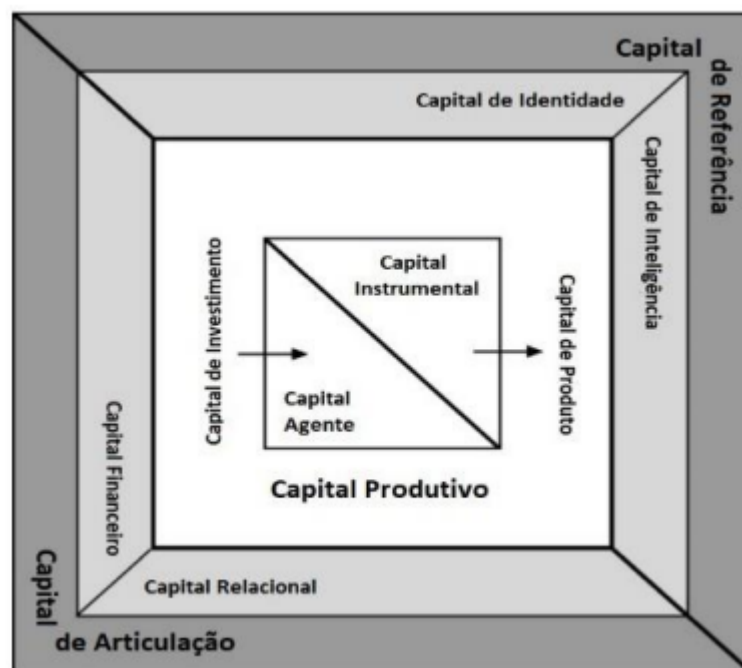 Capital
de Referência
Capital de Identidade
Capital de Inteligência
Capital de Investimento
Capital
Instrumental
Capital de Produto
Capital
Agente
Capital Produtivo
Capital Financeiro
Capital Relacional
Capital
de Articulação